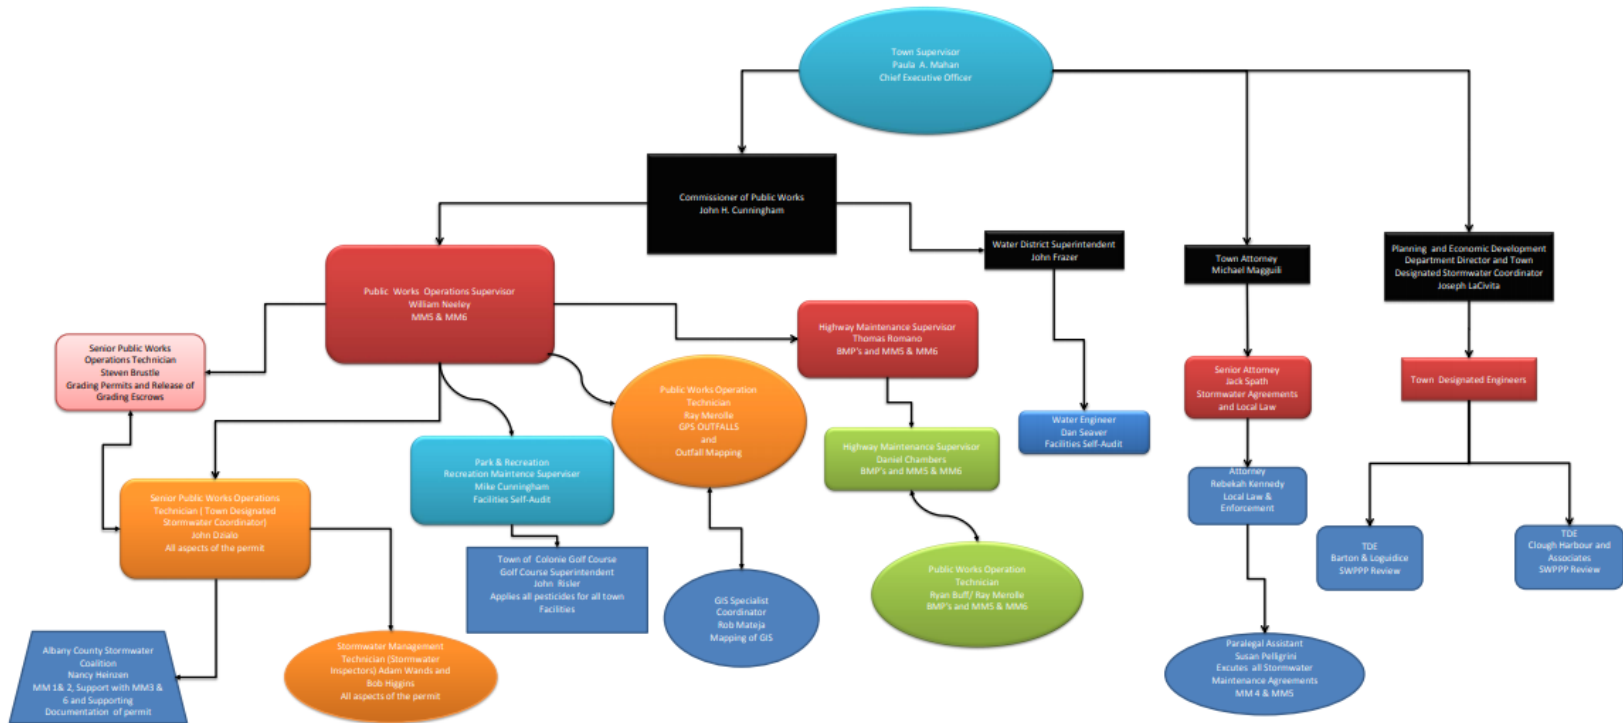 Town Supervisor
Paula A. Mahan
Chief Executive Officer
Commissioner of Public Works
John H. Cunningham
Water District Superintendent
John Frazer
Town Attorney
Michael Magguili
Planning and Economic Development
Department Director and Town
Designated Stormwater Coordinator
Joseph LaCivita
Public Works Operations Supervisor
William Neeley
MM5 & MM6
Highway Maintenance Supervisor
Thomas Romano
BMP's and MM5 & MM6
Senior Public Works
Operations Technician
Steven Brustle
Grading Permits and Release of
Grading Escrows
Public Works Operation
Technician
Ray Merolle
GPS OUTFALLS
and
Outfall Mapping
Senior Attorney
Jack Spath
Stormwater Agreements
and Local Law
Town Designated Engineers
Water Engineer
Dan Seaver
Facilities Self-Audit
Highway Maintenance Supervisor
Daniel Chambers
BMP's and MM5 & MM6
Park & Recreation
Recreation Maintence Superviser
Mike Cunningham
Facilities Self-Audit
Attorney
Rebekah Kennedy
Local Law &
Enforcement
Senior Public Works Operations
Technician ( Town Designated
Stormwater Coordinator)
John Dzialo
All aspects of the permit
TDE
Barton & Loguidice
SWPPP Review
TDE
Clough Harbour and
Associates
SWPPP Review
Town of Colonie Golf Course
Golf Course Superintendent
John Risler
Applies all pesticides for all town
Facilities
Public Works Operation
Technician
Ryan Buff/ Ray Merolle
BMP's and MM5 & MM6
GIS Specialist
Coordinator
Rob Mateja
Mapping of GIS
Albany County Stormwater
Coalition
Nancy Heinzen
MM 1& 2, Support with MM3 &
6 and Supporting
Documentation of permit
Stormwater Management
Technician (Stormwater
Inspectors) Adam Wands and
Bob Higgins
All aspects of the permit
Paralegal Assistant
Susan Pelligrini
Excutes all Stormwater
Maintenance Agreements
MM 4 & MM5